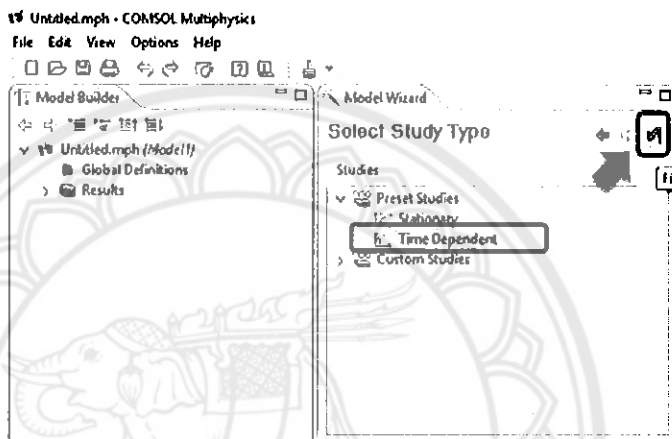 Untitled.mph - COMSOL Multiphysics
File Edit View Options Help
Model Builder
Untitled.mph (Model1)
Global Definitions
Results
Model Wizard
Select Study Type
Studies
Preset Studies
Stationary
Time Dependent
Custom Studies